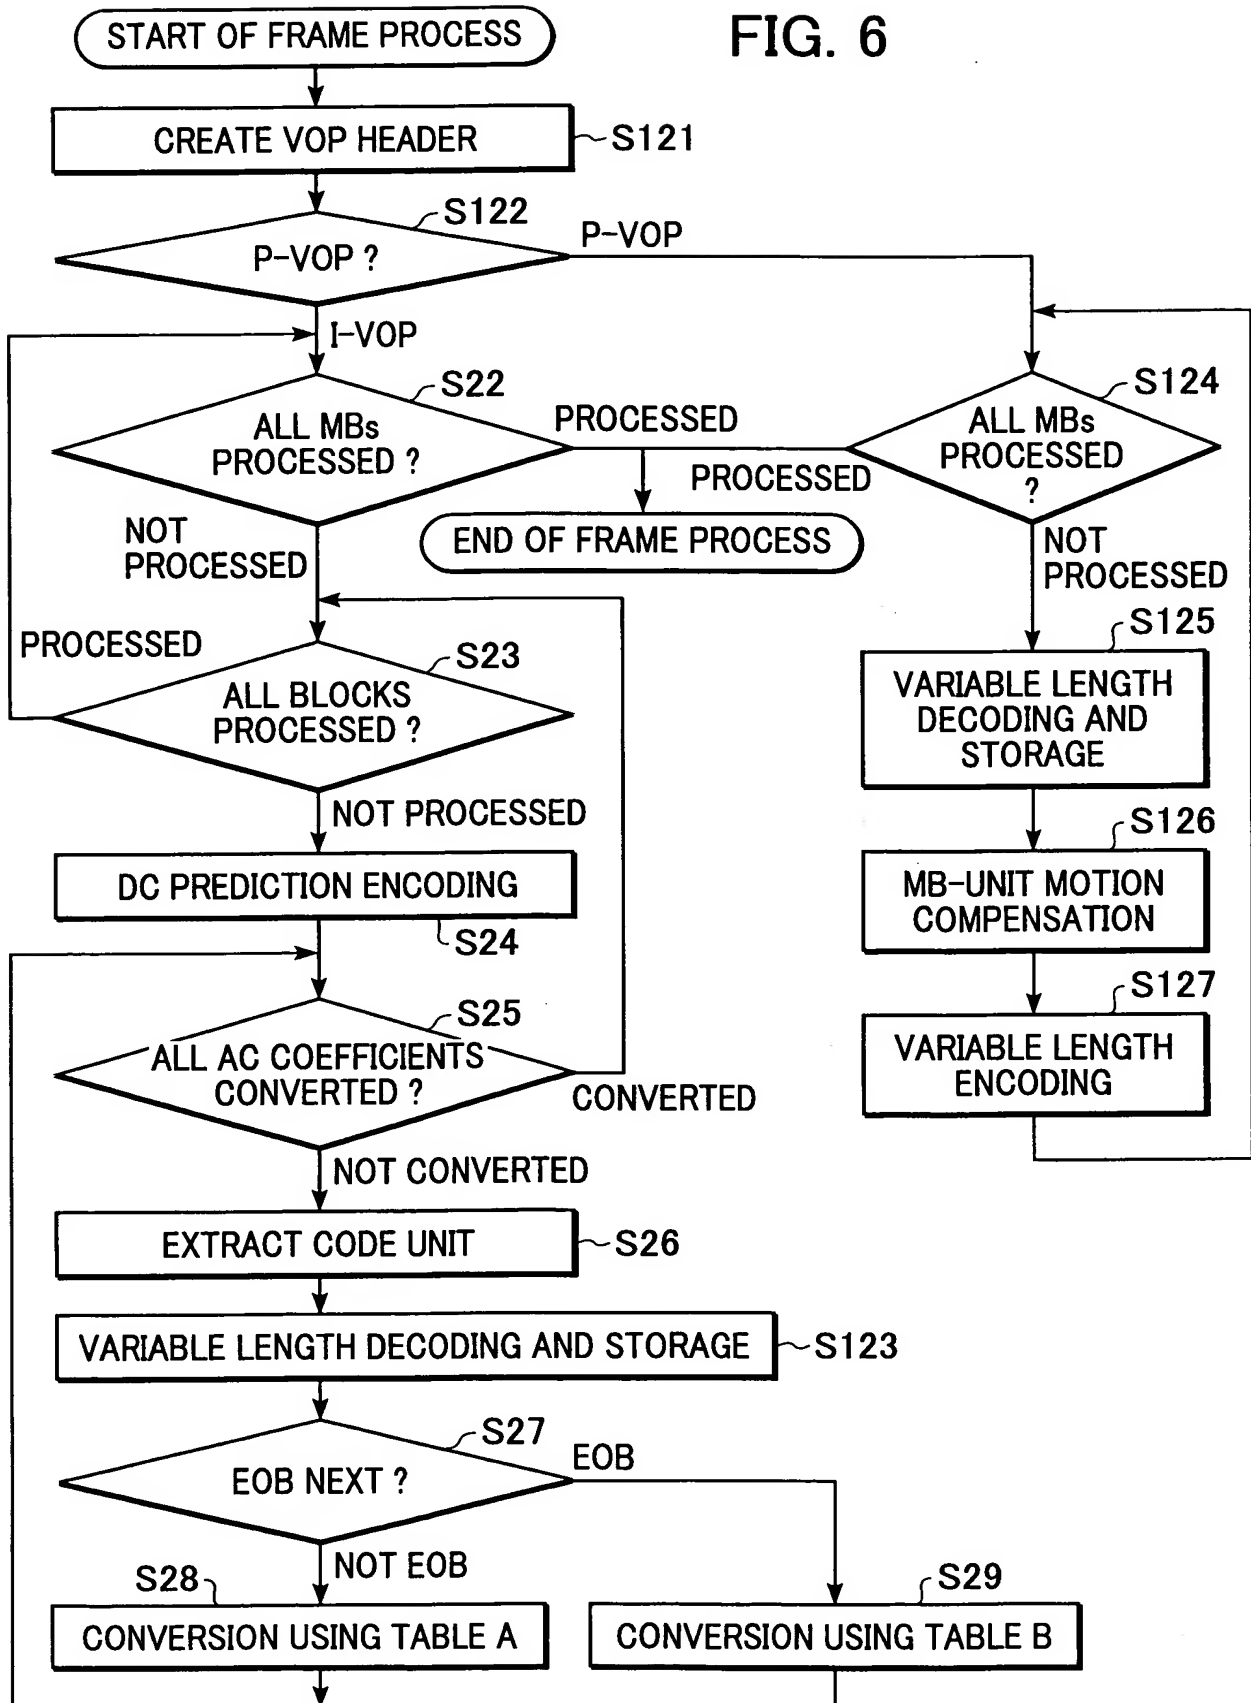 FIG. 6
START OF FRAME PROCESS
CREATE VOP HEADER
S121
S122
P-VOP ?
P-VOP
I-VOP
S22
ALL MBs
PROCESSED ?
PROCESSED
NOT
PROCESSED
S124
ALL MBs
PROCESSED
?
PROCESSED
NOT
PROCESSED
END OF FRAME PROCESS
PROCESSED
S23
ALL BLOCKS
PROCESSED ?
NOT PROCESSED
S125
VARIABLE LENGTH
DECODING AND
STORAGE
DC PREDICTION ENCODING
S24
S126
MB-UNIT MOTION
COMPENSATION
S25
ALL AC COEFFICIENTS
CONVERTED ?
CONVERTED
NOT CONVERTED
S127
VARIABLE LENGTH
ENCODING
EXTRACT CODE UNIT
S26
VARIABLE LENGTH DECODING AND STORAGE
S123
S27
EOB NEXT ?
EOB
NOT EOB
S28
CONVERSION USING TABLE A
S29
CONVERSION USING TABLE B